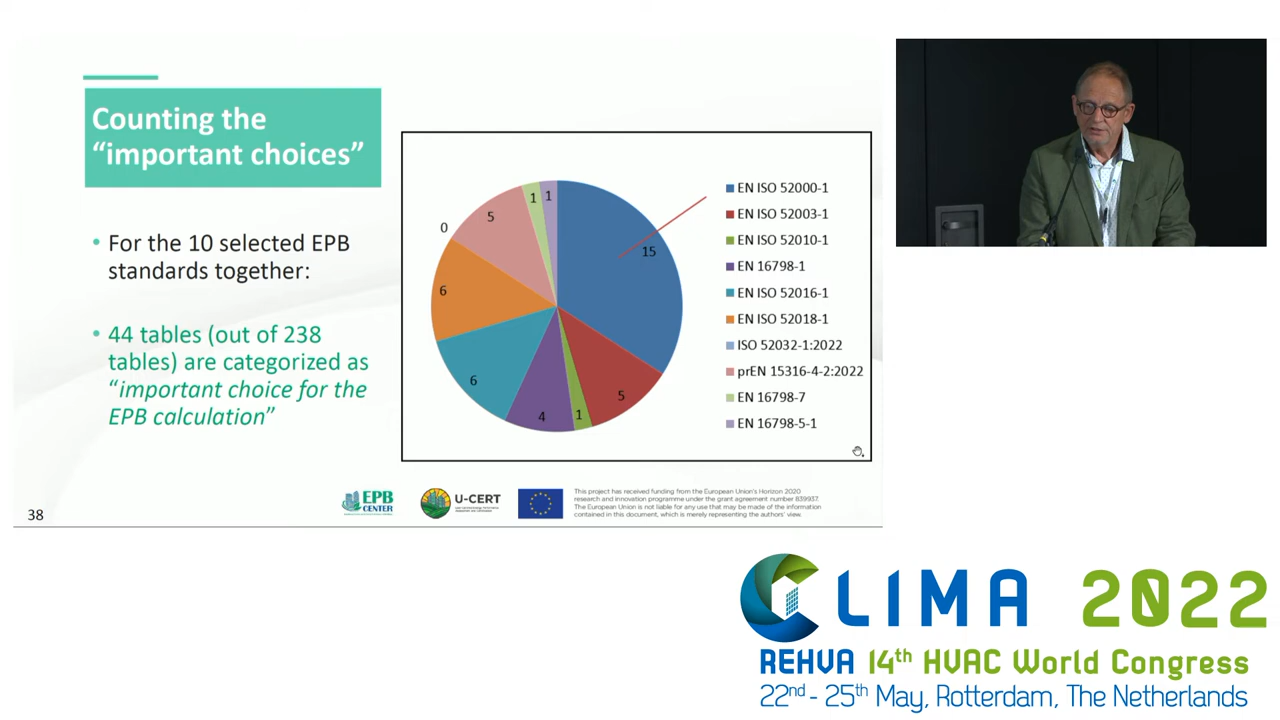 Counting the
“important choices”
• For the 10 selected EPB
standards together:
• 44 tables (out of 238
tables) are categorized as
“important choice for the
EPB calculation”
15
5
1
4
6
6
0
5
1
1
EN ISO 52000-1
EN ISO 52003-1
EN ISO 52010-1
EN 16798-1
EN ISO 52016-1
EN ISO 52018-1
ISO 52032-1:2022
prEN 15316-4-2:2022
EN 16798-7
EN 16798-5-1
38
EPB
CENTER
U-CERT
This project has received funding from the European Union's Horizon 2020
research and innovation programme under the grant agreement number 839937.
The European Union is not liable for any use that may be made of the information
contained in this document, which is merely representing the authors' view.
CLIMA 2022
REHVA 14th HVAC World Congress
22nd - 25th May, Rotterdam, The Netherlands